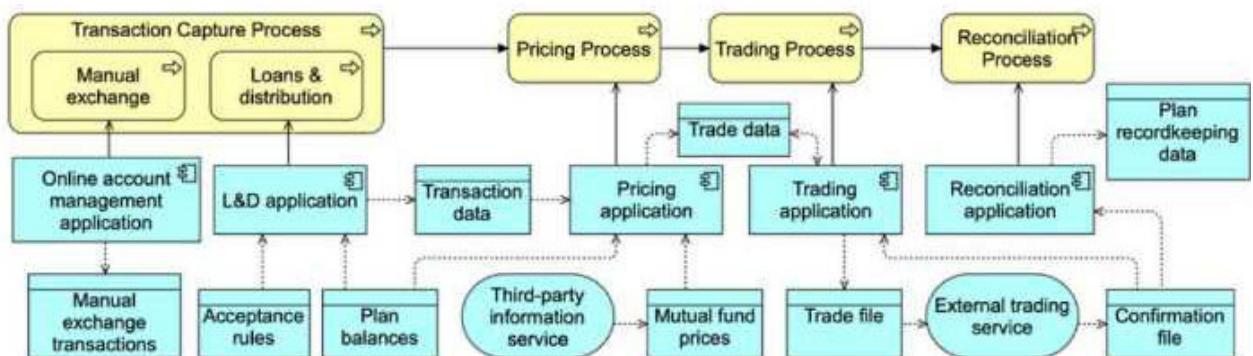 Transaction Capture Process
Manual
exchange
Loans &
distribution
Pricing Process
Trading Process
Reconciliation
Process
Online account
management
application
L&D application
Transaction
data
Pricing
application
Trade data
Trading
application
Reconciliation
application
Plan
recordkeeping
data
Manual
exchange
transactions
Acceptance
rules
Plan
balances
Third-party
information
service
Mutual fund
prices
Trade file
External trading
service
Confirmation
file